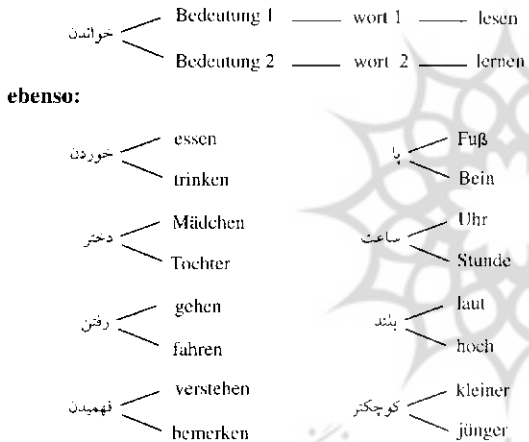 Bedeutung 1 wort 1 lesen
خواندن
Bedeutung 2 wort 2 lernen
ebenso:
essen
خوردن
trinken
Fuß
پا
Bein
Mädchen
دختر
Tochter
Uhr
ساعت
Stunde
gehen
رفتن
fahren
laut
بلند
hoch
verstehen
فهمیدن
bemerken
kleiner
کوچکتر
jünger